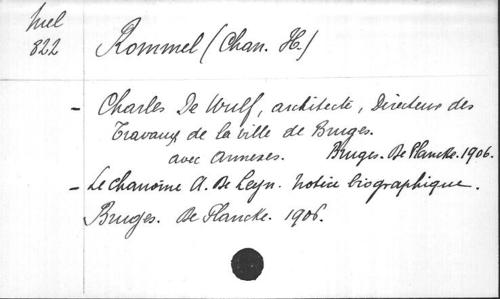 Mel
822
Rommel (Chan. H.)
- Charles De Wulf, architecte, Directeur des
Travaux de la ville de Bruges.
avec annexes. Bruges. De Plancke. 1906.
- Le chanoine A. De Leyn. Notice biographique.
Bruges. De Plancke. 1906.